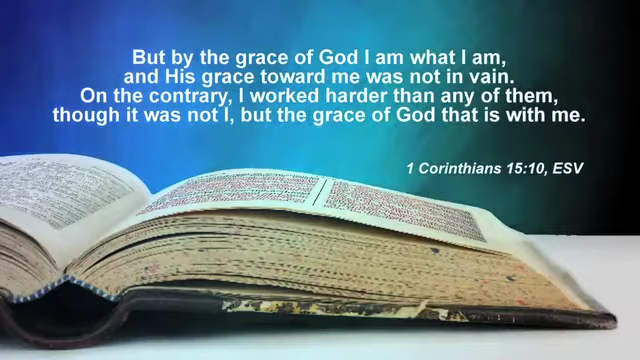 But by the grace of God I am what I am,
and His grace toward me was not in vain.
On the contrary, I worked harder than any of them,
though it was not I, but the grace of God that is with me.
1 Corinthians 15:10, ESV